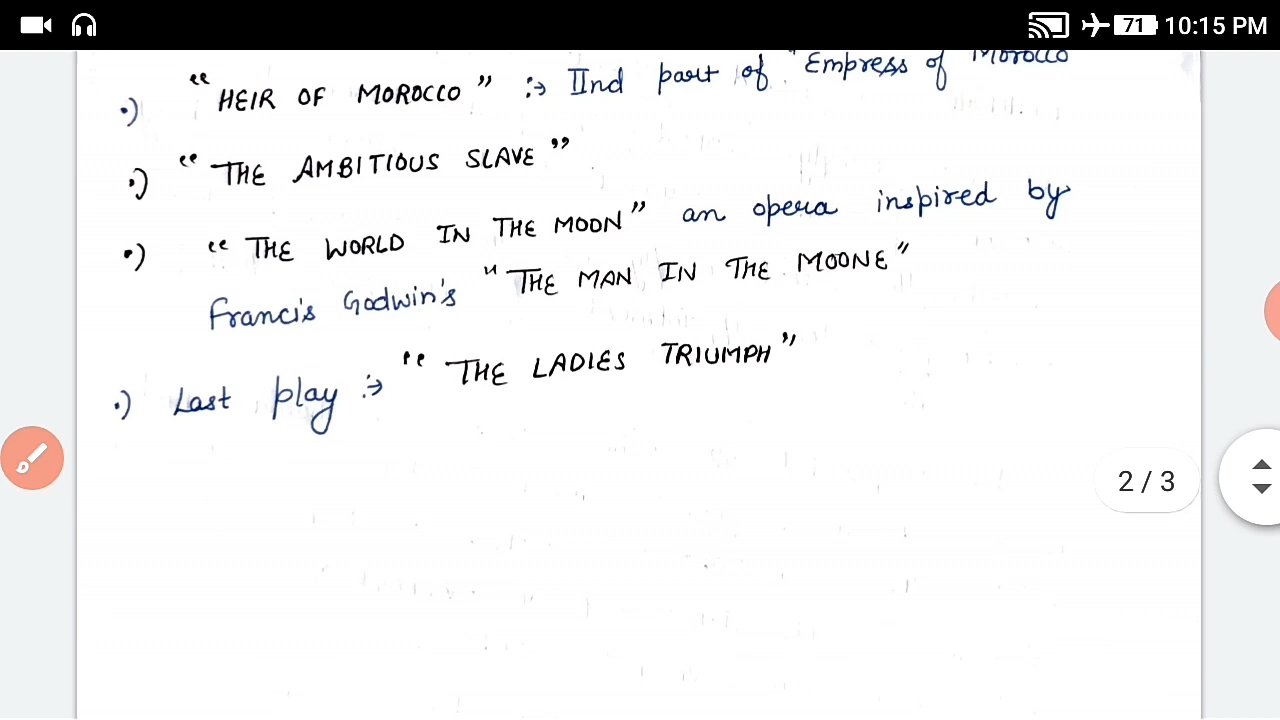 71 10:15 PM
•) "HEIR OF MOROCCO" :→ IInd part of "Empress of Morocco
•) "THE AMBITIOUS SLAVE"
•) "THE WORLD IN THE MOON" an opera inspired by
Francis Godwin's "THE MAN IN THE MOONE"
•) Last play :→ "THE LADIES TRIUMPH"
2 / 3